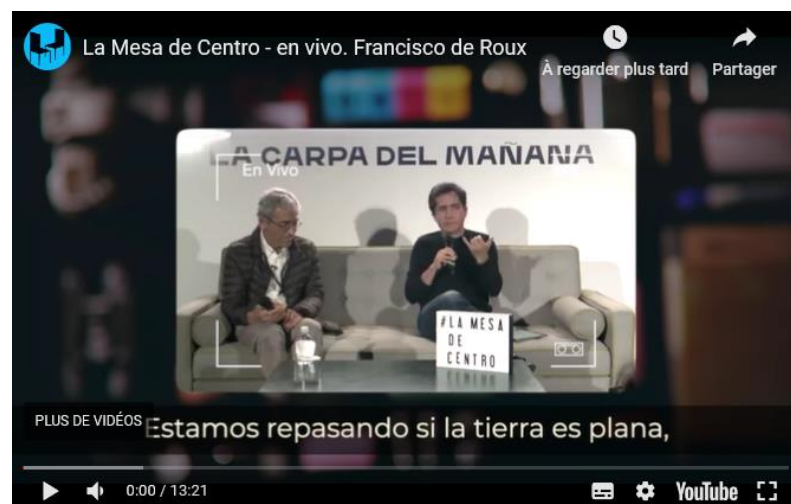 La Mesa de Centro - en vivo. Francisco de Roux
À regarder plus tard
Partager
LA CARPA DEL MAÑANA
En Vivo
#LA MESA
DE
CENTRO
PLUS DE VIDÉOS
Estamos repasando si la tierra es plana,
0:00 / 13:21
YouTube